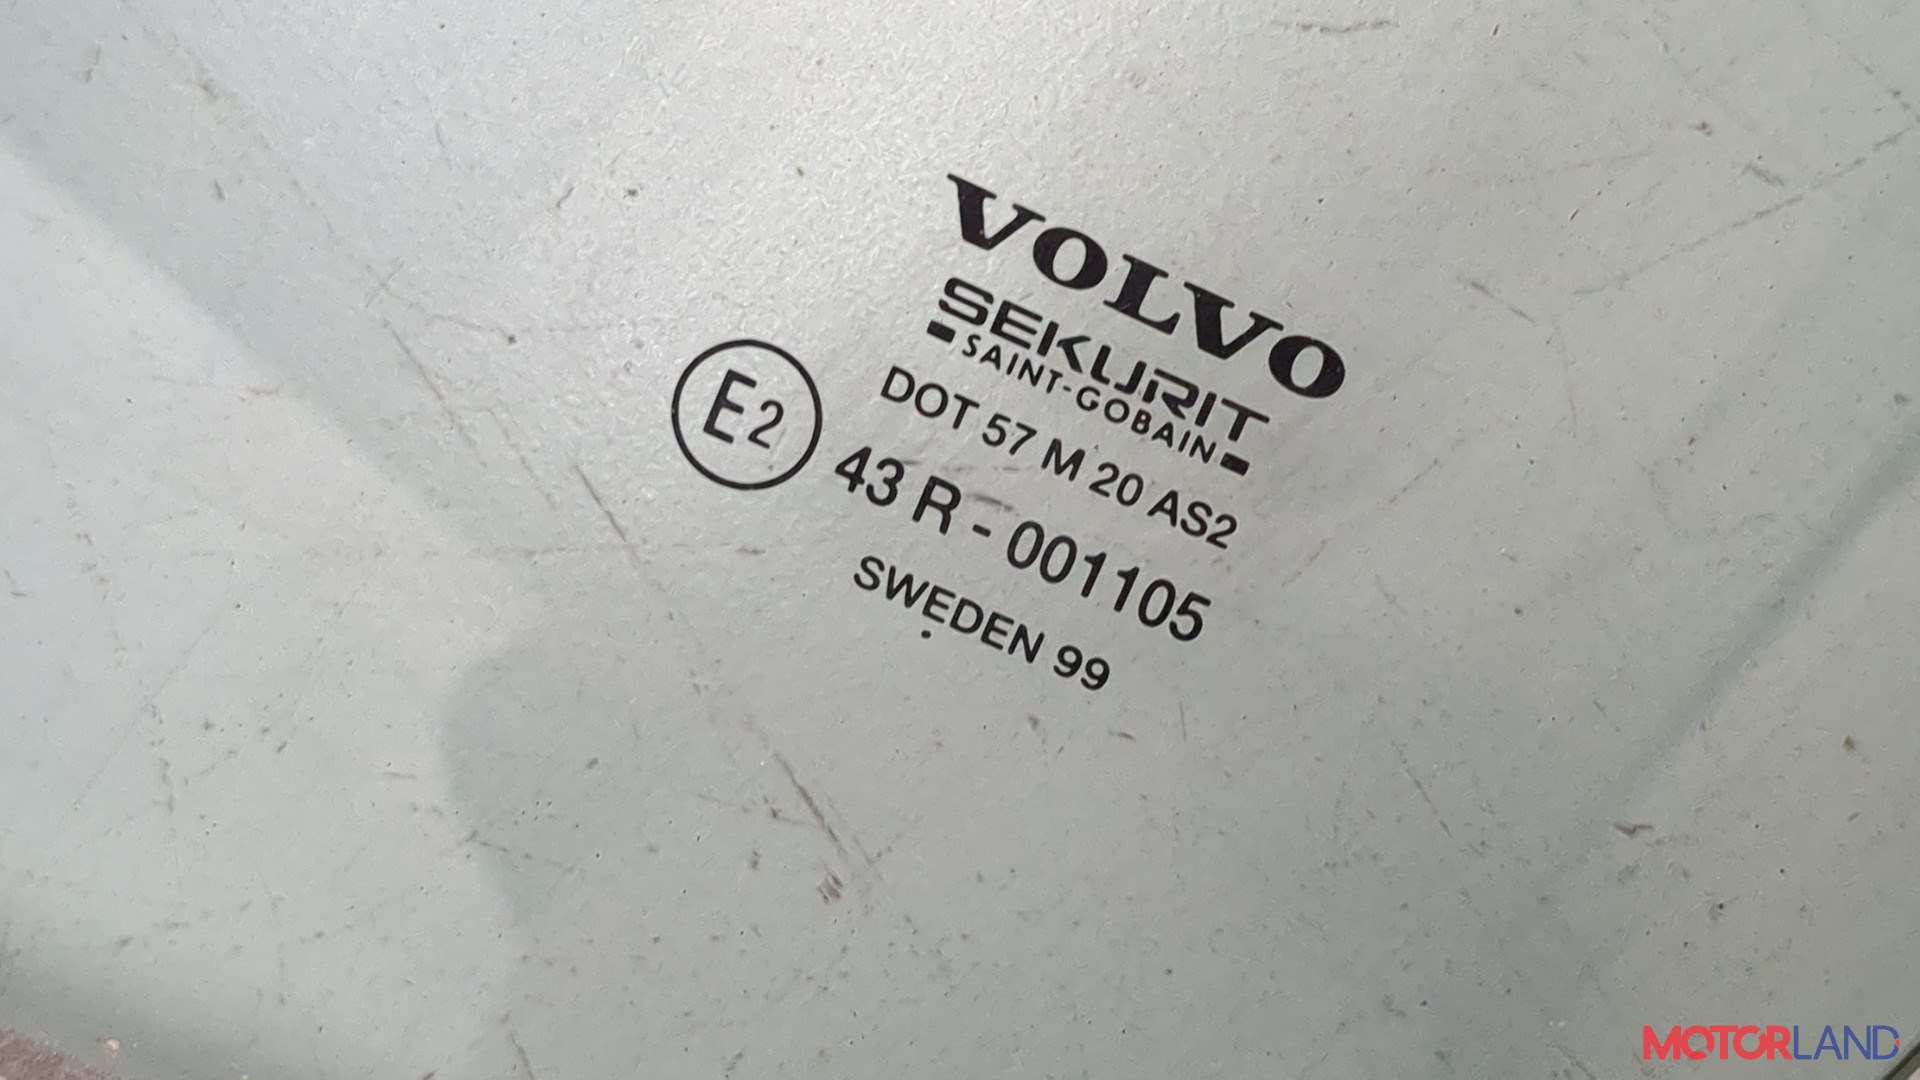 VOLVO
SEKURIT
SAINT-GOBAIN
DOT 57 M 20 AS2
E2
43 R - 001105
SWEDEN 99
MOTORLAND